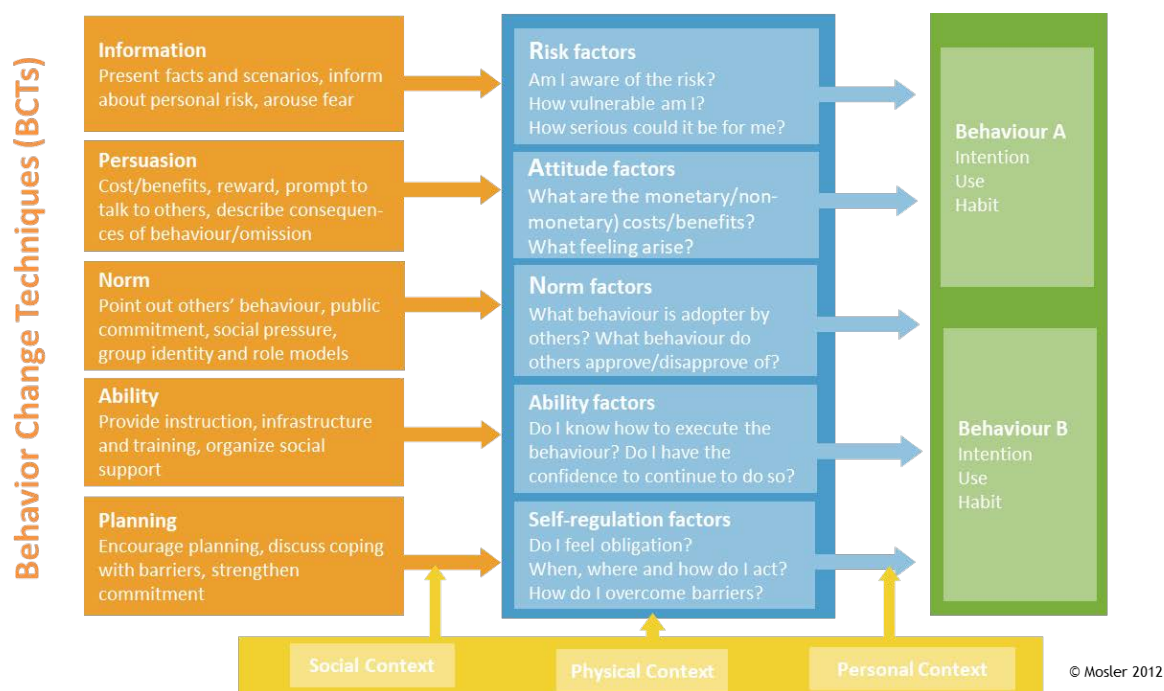 Behavior Change Techniques (BCTs)
Information
Present facts and scenarios, inform
about personal risk, arouse fear
Persuasion
Cost/benefits, reward, prompt to
talk to others, describe consequen-
ces of behaviour/omission
Norm
Point out others' behaviour, public
commitment, social pressure,
group identity and role models
Ability
Provide instruction, infrastructure
and training, organize social
support
Planning
Encourage planning, discuss coping
with barriers, strengthen
commitment
Risk factors
Am I aware of the risk?
How vulnerable am I?
How serious could it be for me?
Attitude factors
What are the monetary/non-
monetary) costs/benefits?
What feeling arise?
Norm factors
What behaviour is adopter by
others? What behaviour do
others approve/disapprove of?
Ability factors
Do I know how to execute the
behaviour? Do I have the
confidence to continue to do so?
Self-regulation factors
Do I feel obligation?
When, where and how do I act?
How do I overcome barriers?
Behaviour A
Intention
Use
Habit
Behaviour B
Intention
Use
Habit
Social Context
Physical Context
Personal Context
© Mosler 2012